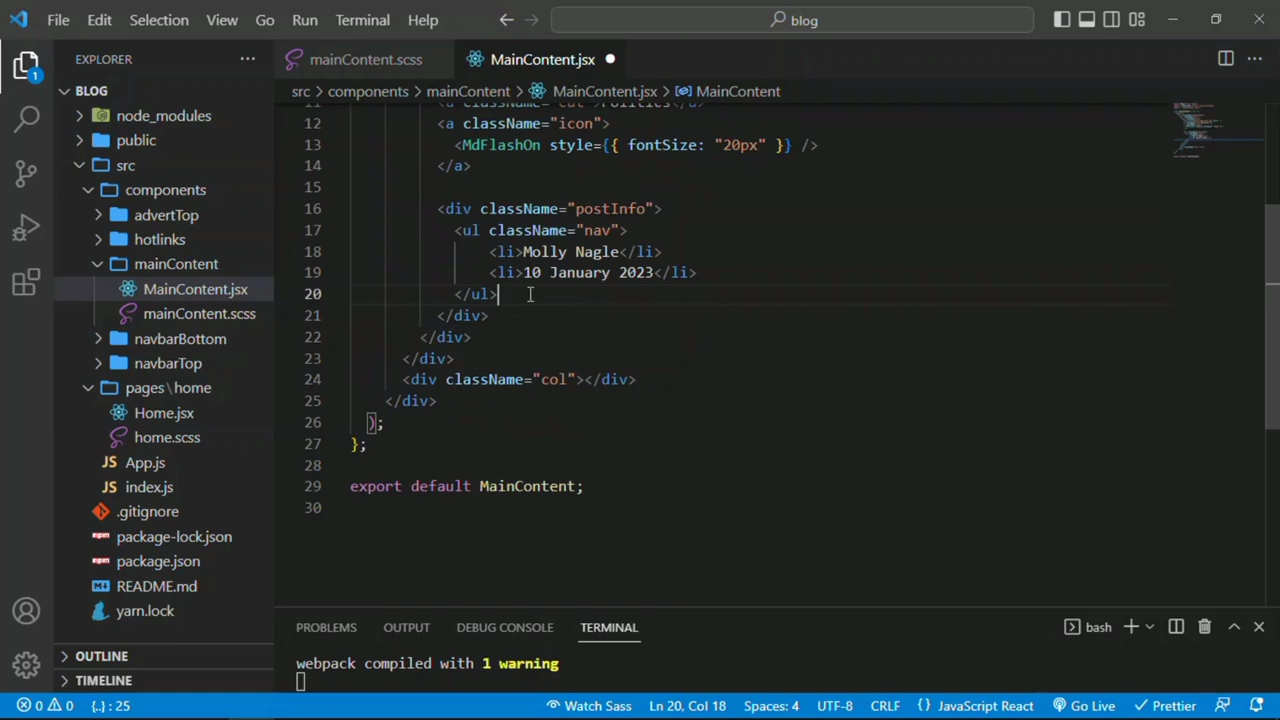 File Edit Selection View Go Run Terminal Help
blog
EXPLORER
mainContent.scss
MainContent.jsx
BLOG
src > components > mainContent > MainContent.jsx > MainContent
1
node_modules
public
src
components
advertTop
hotlinks
mainContent
MainContent.jsx
mainContent.scss
navbarBottom
navbarTop
pages\home
Home.jsx
home.scss
App.js
index.js
.gitignore
package-lock.json
package.json
README.md
yarn.lock
OUTLINE
TIMELINE
11 <a className="cat">Politics</a>
12 <a className="icon">
13 <MdFlashOn style={{ fontSize: "20px" }} />
14 </a>
15
16 <div className="postInfo">
17 <ul className="nav">
18 <li>Molly Nagle</li>
19 <li>10 January 2023</li>
20 </ul>
21 </div>
22 </div>
23 </div>
24 <div className="col"></div>
25 </div>
26 );
27 };
28
29 export default MainContent;
30
PROBLEMS OUTPUT DEBUG CONSOLE TERMINAL
bash
webpack compiled with 1 warning
0 0 {..} : 25 Watch Sass Ln 20, Col 18 Spaces: 4 UTF-8 CRLF {} JavaScript React Go Live Prettier